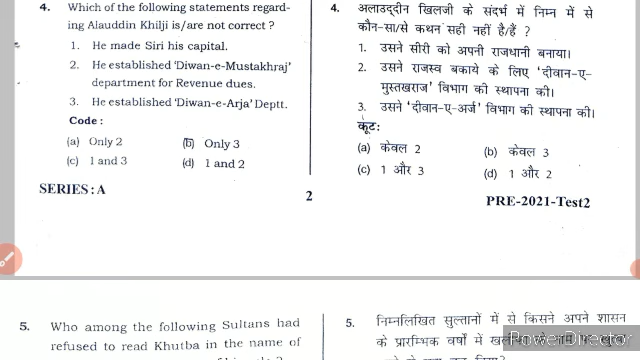 4. Which of the following statements regard-
ing Alauddin Khilji is/are not correct ?
1. He made Siri his capital.
2. He established 'Diwan-e-Mustakhraj'
department for Revenue dues.
3. He established 'Diwan-e-Arja' Deptt.
Code :
(a) Only 2 (b) Only 3
(c) 1 and 3 (d) 1 and 2
SERIES : A
4. अलाउद्दीन खिलजी के संदर्भ में निम्न में से
कौन-सा/से कथन सही नहीं है/हैं ?
1. उसने सीरी को अपनी राजधानी बनाया।
2. उसने राजस्व बकाये के लिए 'दीवान-ए-
मुस्तखराज' विभाग की स्थापना की।
3. उसने 'दीवान-ए-अर्ज' विभाग की स्थापना की।
कूट:
(a) केवल 2 (b) केवल 3
(c) 1 और 3 (d) 1 और 2
2
PRE-2021-Test2
5. Who among the following Sultans had
refused to read Khutba in the name of
5. निम्नलिखित सुल्तानों में से किसने अपने शासन
के प्रारम्भिक वर्षों में
PowerDirector